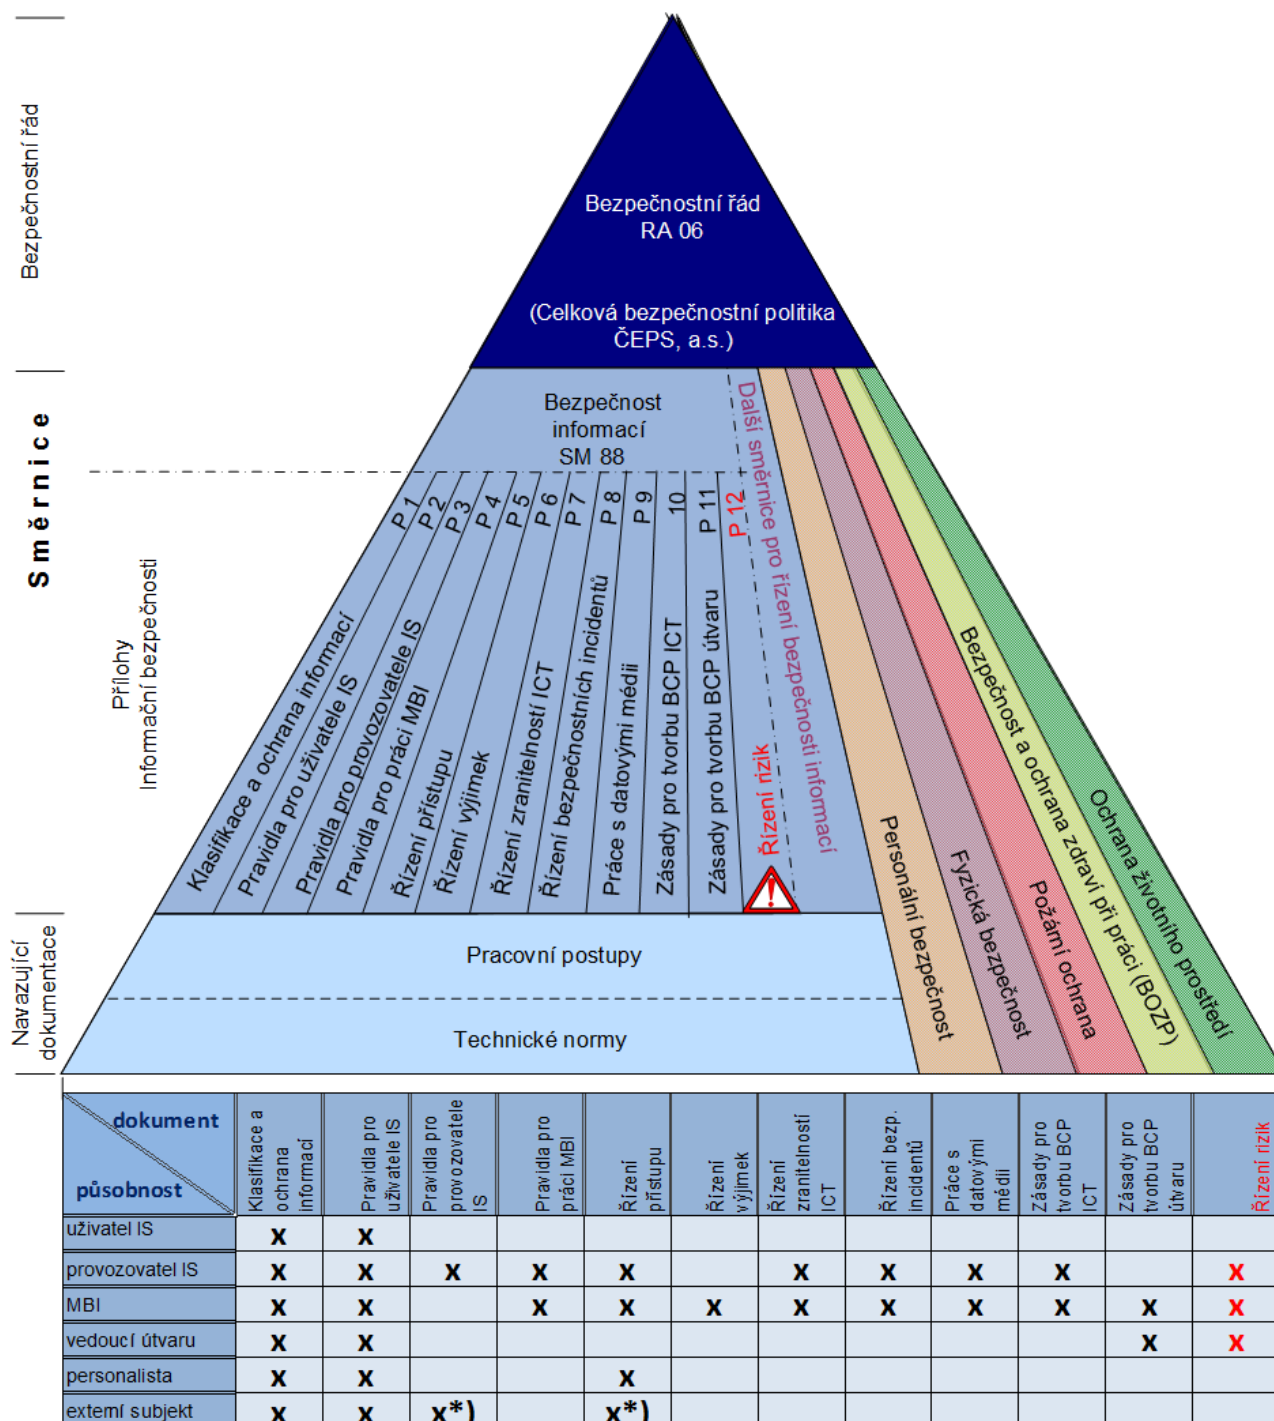 Bezpečnostní řád
Bezpečnostní řád
RA 06
(Celková bezpečnostní politika
ČEPS, a.s.)
Směrnice
Bezpečnost
informací
SM 88
Další směrnice pro řízení bezpečnosti informací
Přílohy
Informační bezpečnosti
P 1
P 2
P 3
P 4
P 5
P 6
P 7
P 8
P 9
10
P 11
P 12
Klasifikace a ochrana informací
Pravidla pro uživatele IS
Pravidla pro provozovatele IS
Pravidla pro práci MBI
Řízení přístupu
Řízení výjimek
Řízení zranitelností ICT
Řízení bezpečnostních incidentů
Práce s datovými médii
Zásady pro tvorbu BCP ICT
Zásady pro tvorbu BCP útvaru
Řízení rizik
Personální bezpečnost
Fyzická bezpečnost
Požární ochrana
Bezpečnost a ochrana zdraví při práci (BOZP)
Ochrana životního prostředí
Navazující
dokumentace
Pracovní postupy
Technické normy
dokument
působnost
Klasifikace a
ochrana
informací
Pravidla pro
uživatele IS
Pravidla pro
provozovatele
IS
Pravidla pro
práci MBI
Řízení
přístupu
Řízení
výjimek
Řízení
zranitelností
ICT
Řízení bezp.
incidentů
Práce s
datovými
médii
Zásady pro
tvorbu BCP
ICT
Zásady pro
tvorbu BCP
útvaru
Řízení rizik
uživatel IS x x
provozovatel IS x x x x x x x x x x
MBI x x x x x x x x x x x
vedoucí útvaru x x x x
personalista x x x
externí subjekt x x x*) x*)